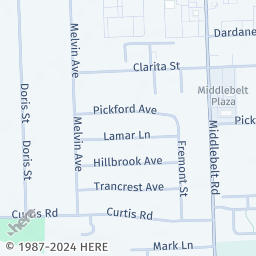 Dardane
Melvin Ave
Clarita St
Doris St
Middlebelt
Plaza
Pickford Ave
Pick
Lamar Ln
Middlebelt Rd
Doris St
Melvin Ave
Hillbrook Ave
Fremont St
Trancrest Ave
Curtis Rd
Curtis Rd
here
Mark Ln
© 1987-2024 HERE